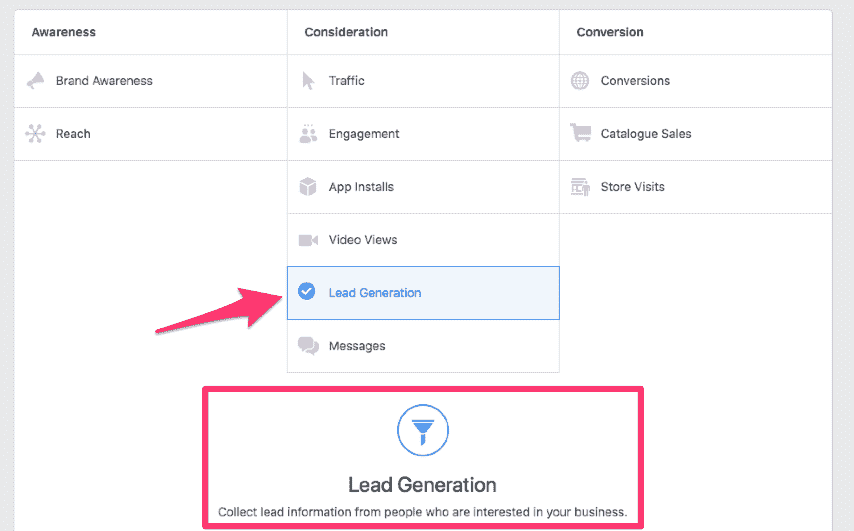 Awareness
Consideration
Conversion
Brand Awareness
Traffic
Conversions
Reach
Engagement
Catalogue Sales
App Installs
Store Visits
Video Views
Lead Generation
Messages
Lead Generation
Collect lead information from people who are interested in your business.